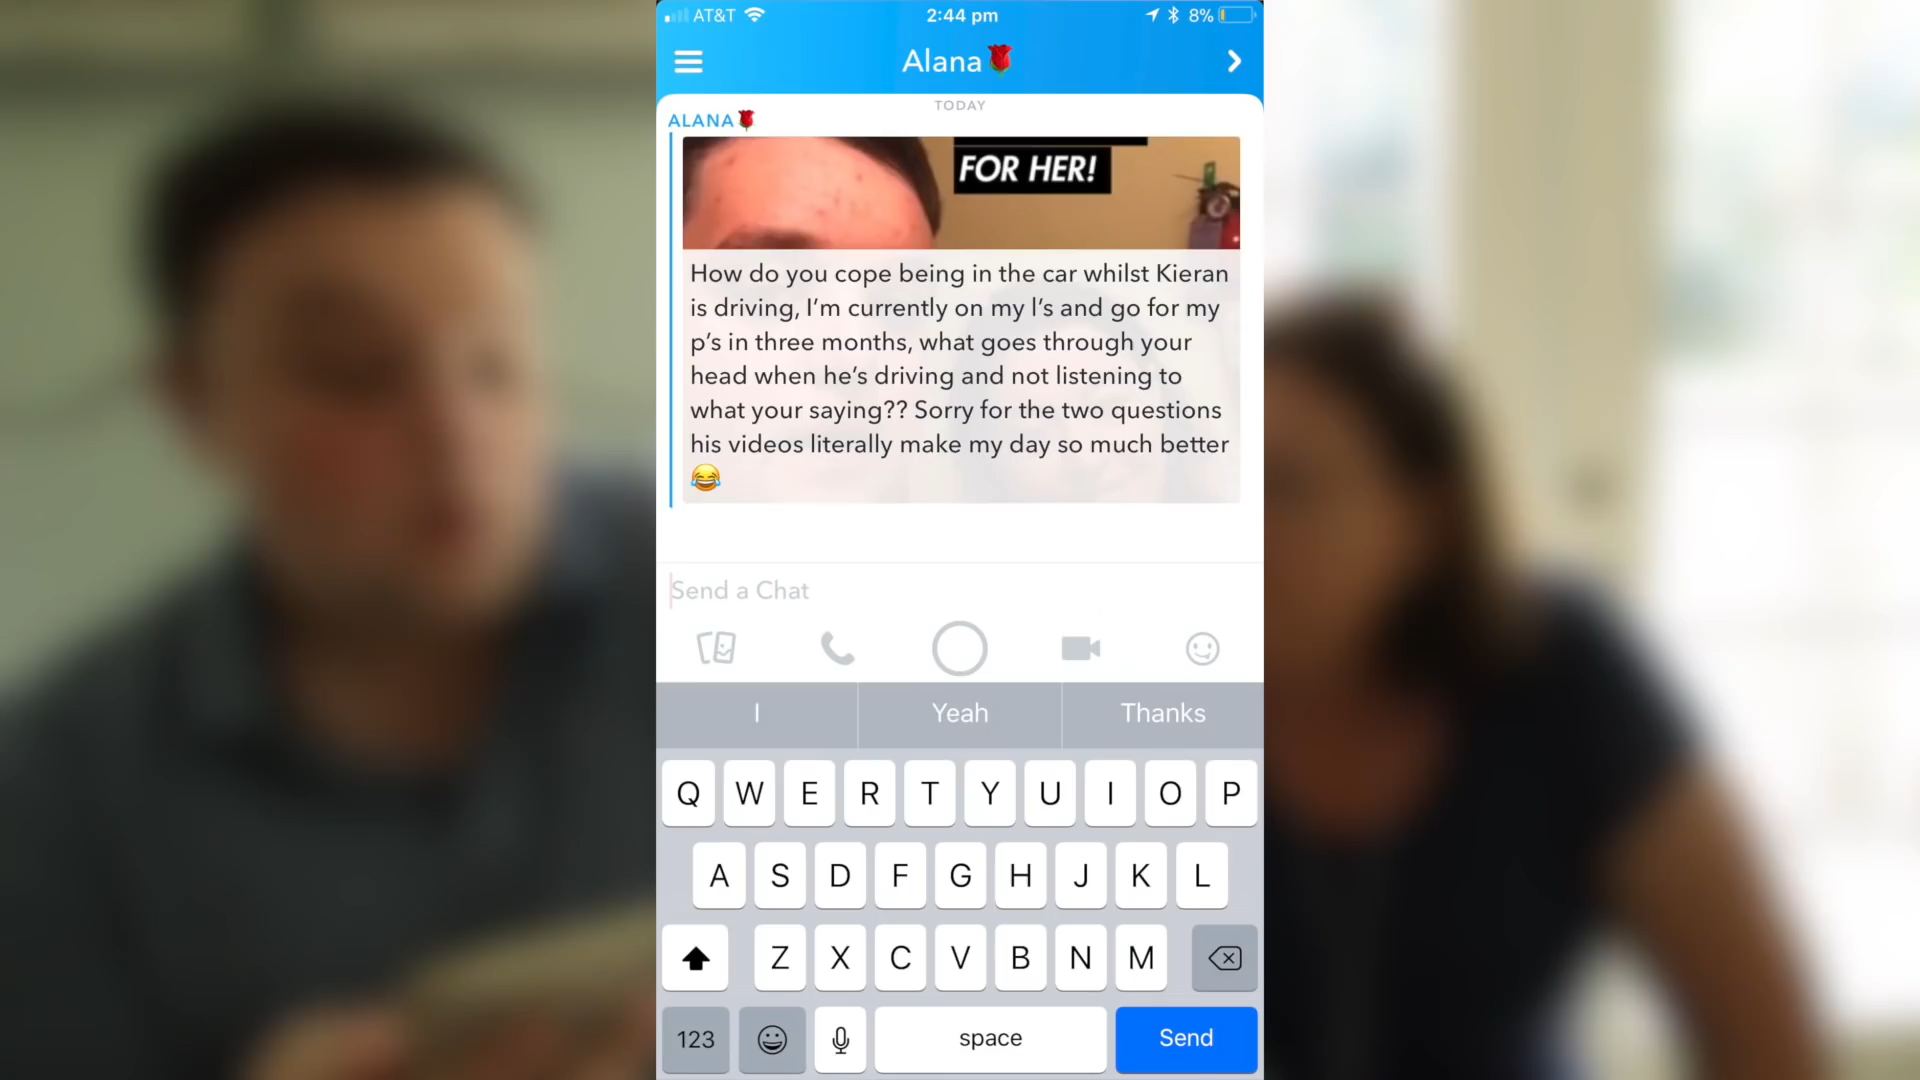 AT&T 2:44 pm 8%
Alana🌹
TODAY
ALANA🌹
FOR HER!
How do you cope being in the car whilst Kieran
is driving, I’m currently on my l’s and go for my
p’s in three months, what goes through your
head when he’s driving and not listening to
what your saying?? Sorry for the two questions
his videos literally make my day so much better
😂
Send a Chat
I Yeah Thanks
Q W E R T Y U I O P
A S D F G H J K L
Z X C V B N M
123 space Send